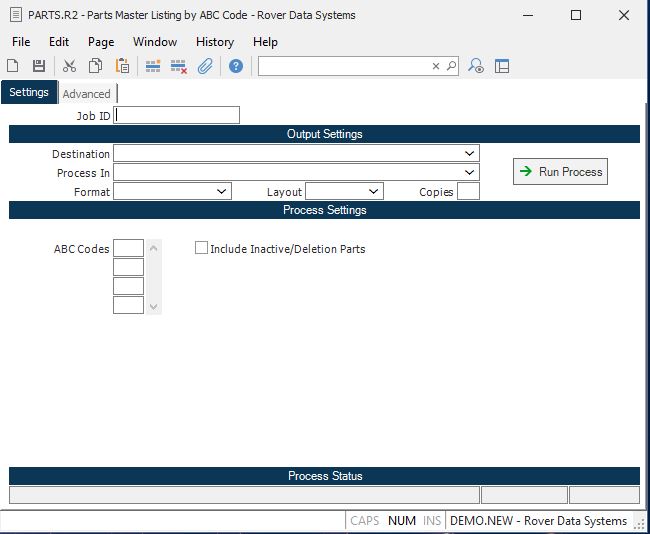 PARTS.R2 - Parts Master Listing by ABC Code - Rover Data Systems
File Edit Page Window History Help
Settings Advanced
Job ID
Output Settings
Destination
Process In
Run Process
Format Layout Copies
Process Settings
ABC Codes Include Inactive/Deletion Parts
Process Status
CAPS NUM INS DEMO.NEW - Rover Data Systems